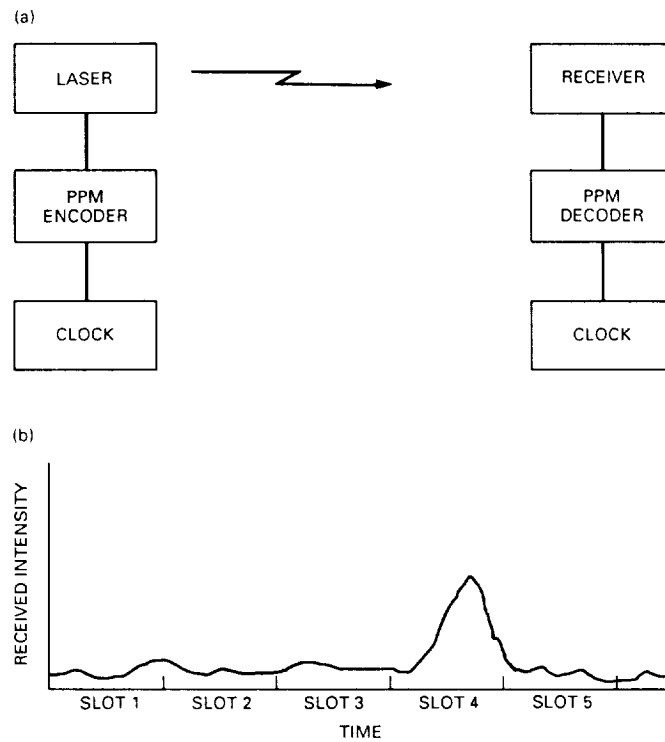 (a)
LASER
RECEIVER
PPM
ENCODER
PPM
DECODER
CLOCK
CLOCK
(b)
RECEIVED INTENSITY
SLOT 1
SLOT 2
SLOT 3
SLOT 4
SLOT 5
TIME